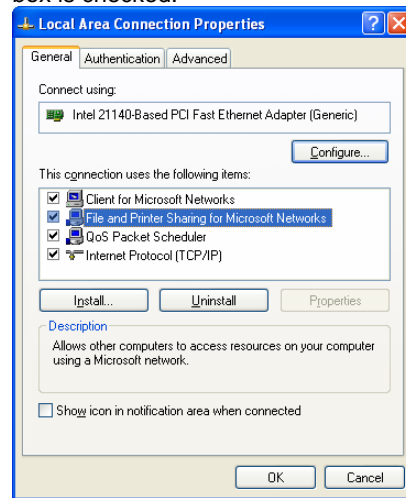 box is checked.
Local Area Connection Properties
General Authentication Advanced
Connect using:
Intel 21140-Based PCI Fast Ethernet Adapter (Generic)
Configure...
This connection uses the following items:
Client for Microsoft Networks
File and Printer Sharing for Microsoft Networks
QoS Packet Scheduler
Internet Protocol (TCP/IP)
Install... Uninstall Properties
Description
Allows other computers to access resources on your computer
using a Microsoft network.
Show icon in notification area when connected
OK Cancel